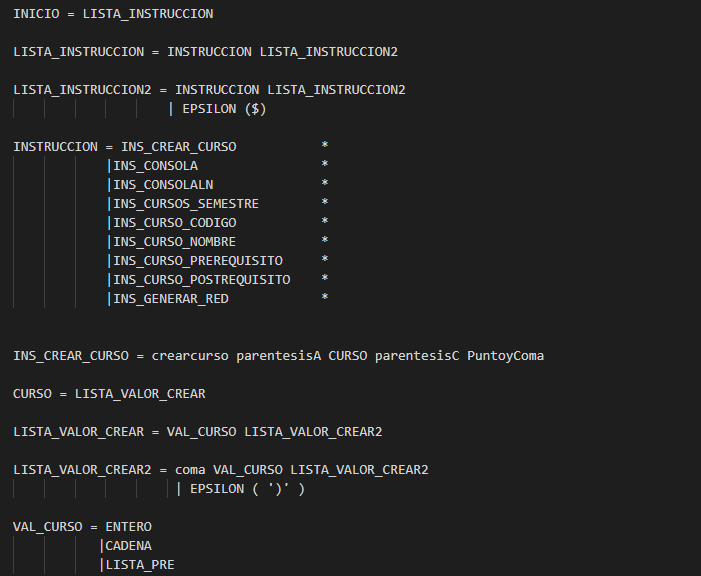 INICIO = LISTA_INSTRUCCION
LISTA_INSTRUCCION = INSTRUCCION LISTA_INSTRUCCION2
LISTA_INSTRUCCION2 = INSTRUCCION LISTA_INSTRUCCION2
| EPSILON ($)
INSTRUCCION = INS_CREAR_CURSO *
|INS_CONSOLA *
|INS_CONSOLALN *
|INS_CURSOS_SEMESTRE *
|INS_CURSO_CODIGO *
|INS_CURSO_NOMBRE *
|INS_CURSO_PREREQUISITO *
|INS_CURSO_POSTREQUISITO *
|INS_GENERAR_RED *
INS_CREAR_CURSO = crearcurso parentesisA CURSO parentesisC PuntoyComa
CURSO = LISTA_VALOR_CREAR
LISTA_VALOR_CREAR = VAL_CURSO LISTA_VALOR_CREAR2
LISTA_VALOR_CREAR2 = coma VAL_CURSO LISTA_VALOR_CREAR2
| EPSILON ( ')' )
VAL_CURSO = ENTERO
|CADENA
|LISTA_PRE